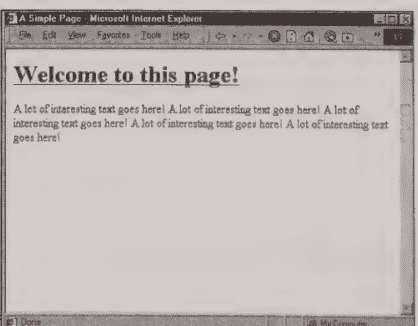 A Simple Page - Microsoft Internet Explorer
File Edit View Favorites Tools Help
Welcome to this page!
A lot of interesting text goes here! A lot of interesting text goes here! A lot of
interesting text goes here! A lot of interesting text goes here! A lot of interesting text
goes here!
Done
My Computer